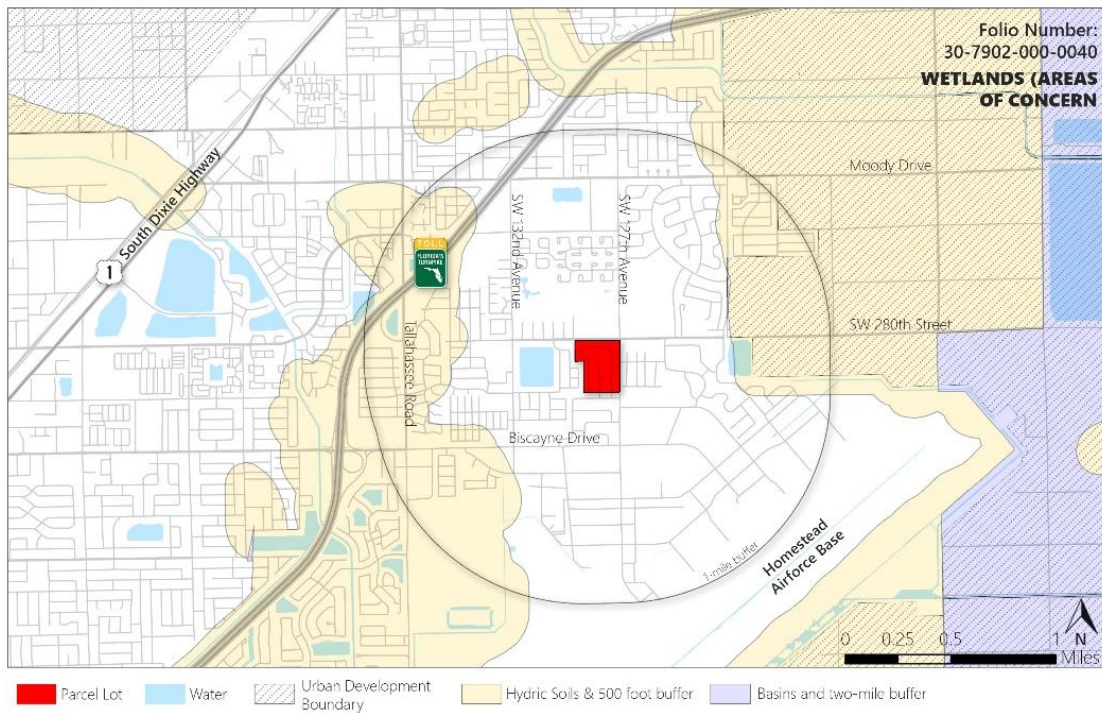 Folio Number:
30-7902-000-0040
WETLANDS (AREAS
OF CONCERN
Moody Drive
South Dixie Highway
1
SW 132nd Avenue
SW 127th Avenue
TOLL
FLORIDA'S
TURNPIKE
Tallahassee Road
SW 280th Street
Biscayne Drive
1-mile buffer
Homestead
Airforce Base
N
0 0.25 0.5 1
Miles
Parcel Lot
Water
Urban Development
Boundary
Hydric Soils & 500 foot buffer
Basins and two-mile buffer